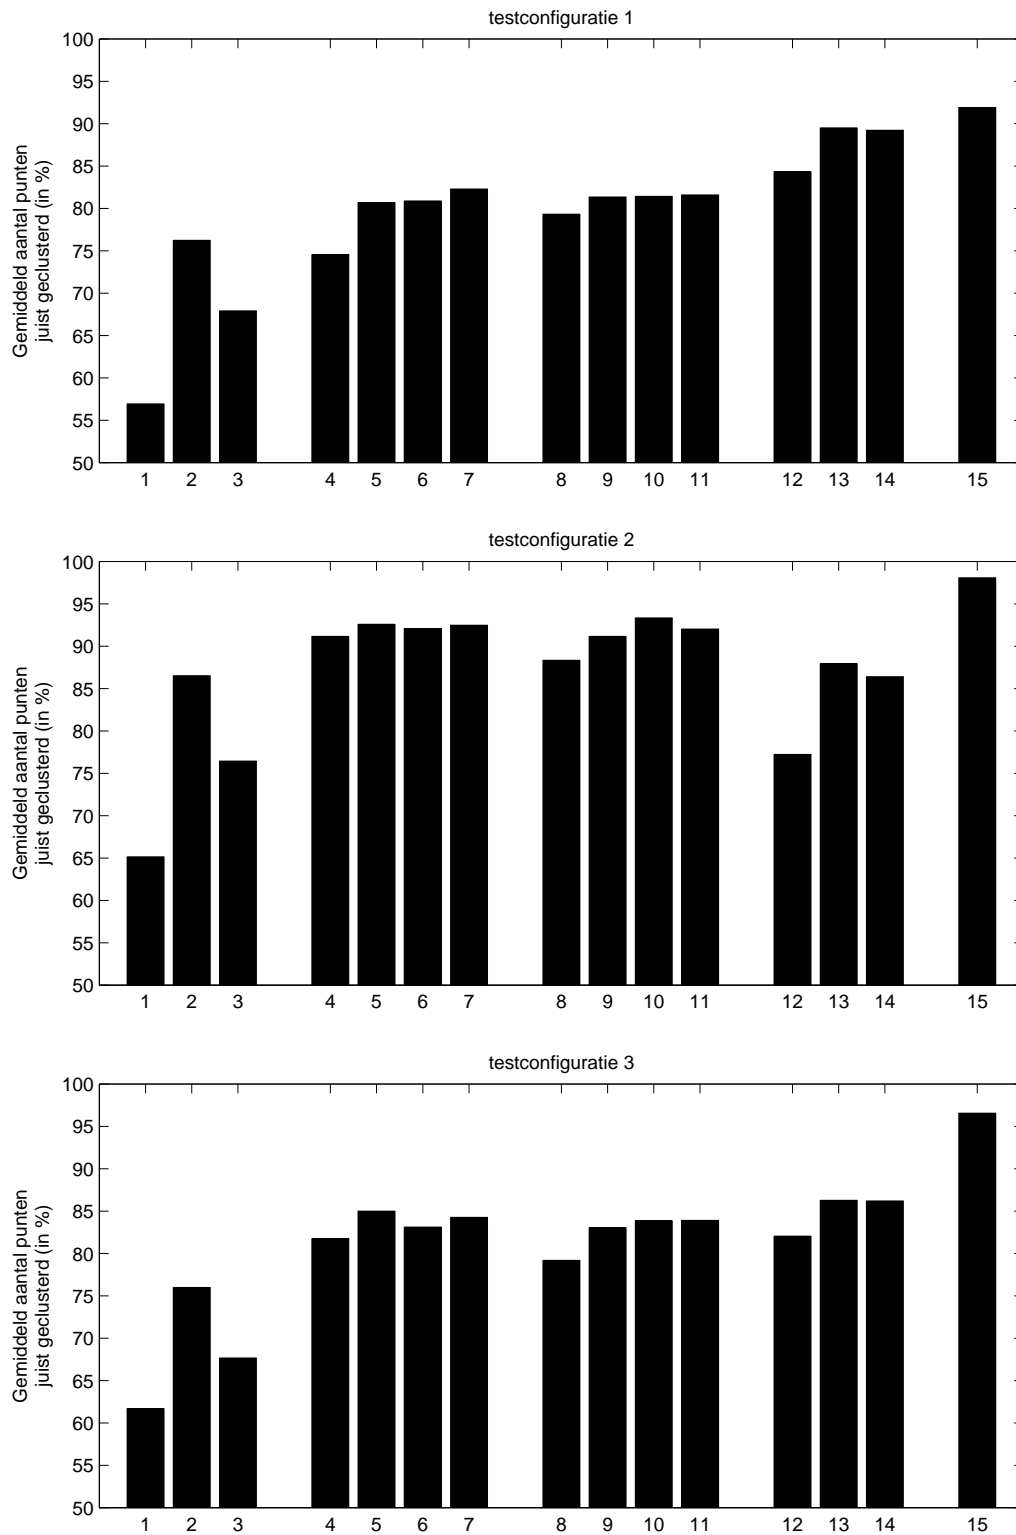 testconfiguratie 1
Gemiddeld aantal punten
juist geclusterd (in %)
100
95
90
85
80
75
70
65
60
55
50
1 2 3 4 5 6 7 8 9 10 11 12 13 14 15
testconfiguratie 2
Gemiddeld aantal punten
juist geclusterd (in %)
100
95
90
85
80
75
70
65
60
55
50
1 2 3 4 5 6 7 8 9 10 11 12 13 14 15
testconfiguratie 3
Gemiddeld aantal punten
juist geclusterd (in %)
100
95
90
85
80
75
70
65
60
55
50
1 2 3 4 5 6 7 8 9 10 11 12 13 14 15